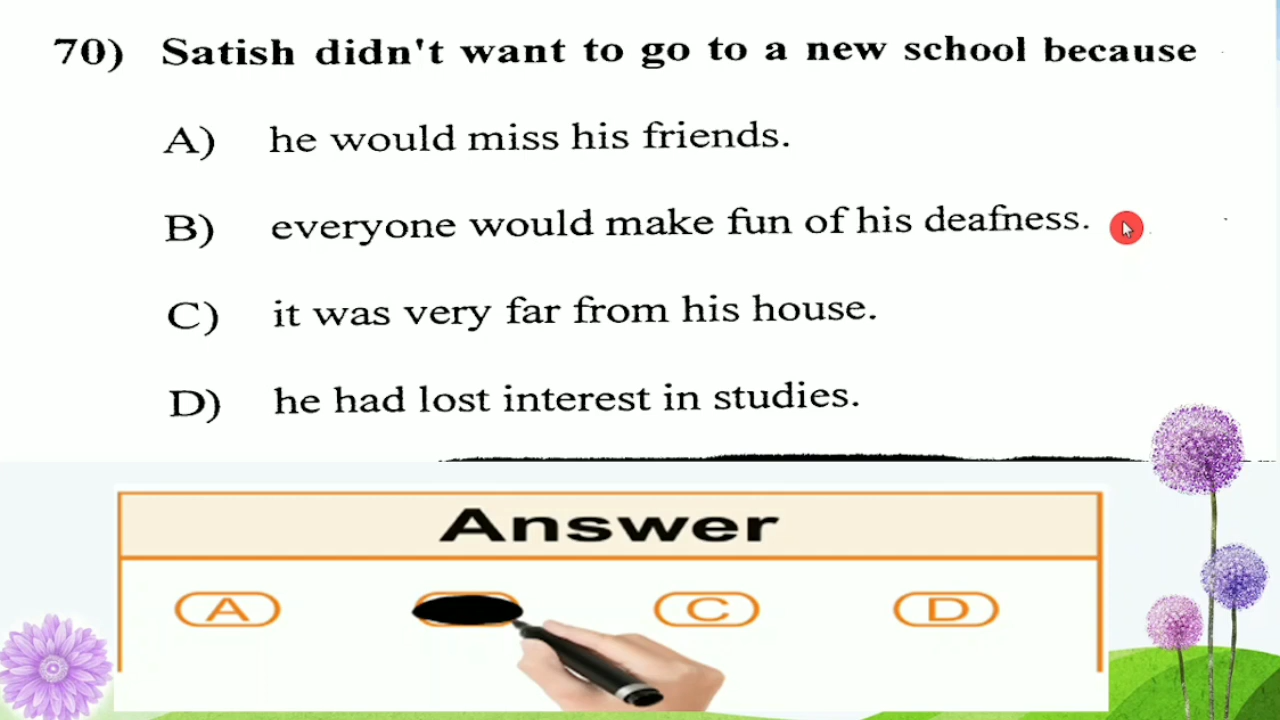 70) Satish didn't want to go to a new school because
A) he would miss his friends.
B) everyone would make fun of his deafness.
C) it was very far from his house.
D) he had lost interest in studies.
Answer
A C D